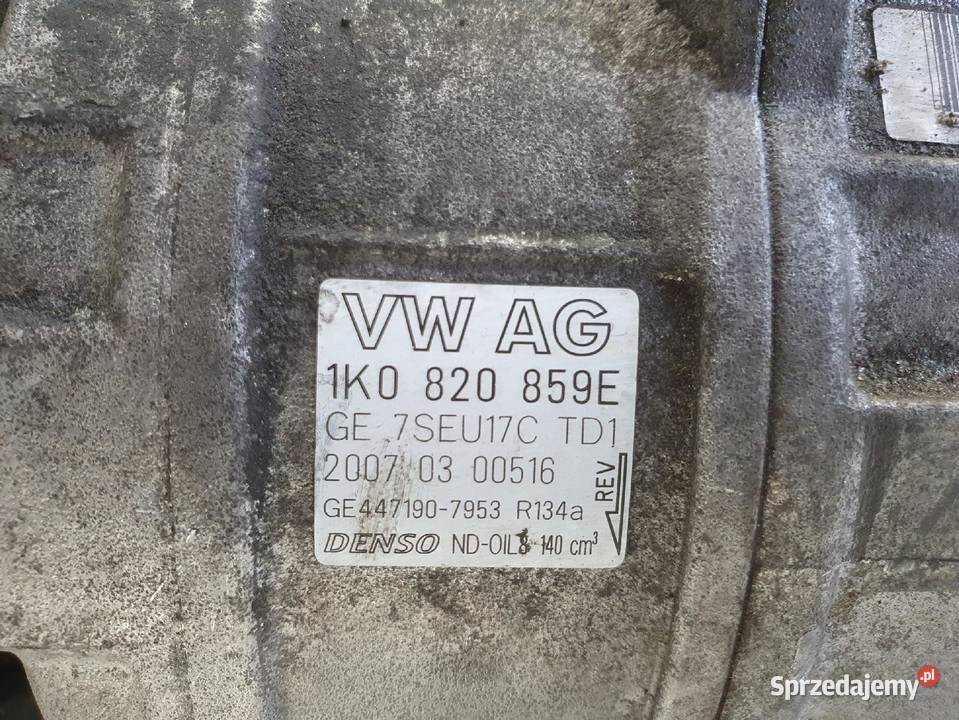 VW AG
1K0 820 859E
GE 7SEU17C TD1
2007 03 00516
GE447190-7953 R134a
DENSO ND-OIL8 140 cm³
REV
Sprzedajemy.pl